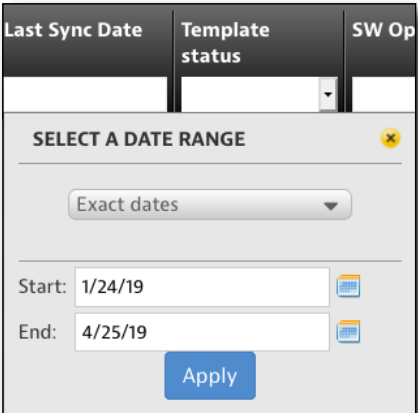 Last Sync Date
Template
status
SW Op
SELECT A DATE RANGE
Exact dates
Start: 1/24/19
End: 4/25/19
Apply